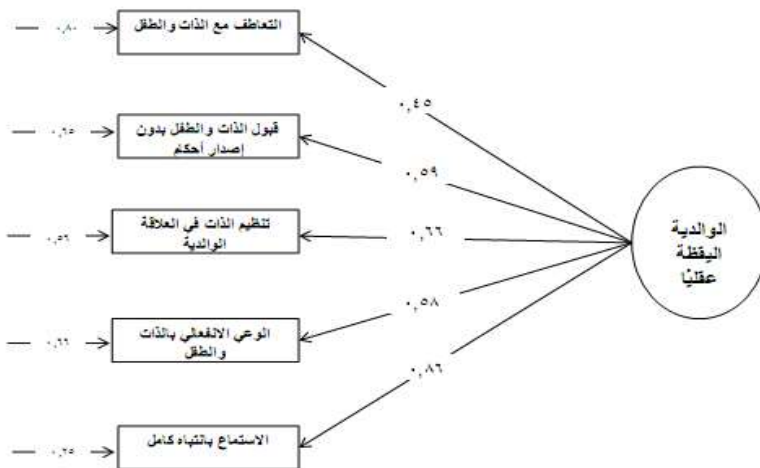 التعاطف مع الذات والطفل
٠,٨٠
٠,٤٥
قبول الذات والطفل بدون
إصدار أحكام
٠,٦٥
٠,٥٩
تنظيم الذات في العلاقة
الوالدية
٠,٥٦
٠,٦٦
الوالدية
اليقظة
عقليًا
الوعي الانفعالي بالذات
والطفل
٠,٦٦
٠,٥٨
الاستماع بانتباه كامل
٠,٢٥
٠,٨٦